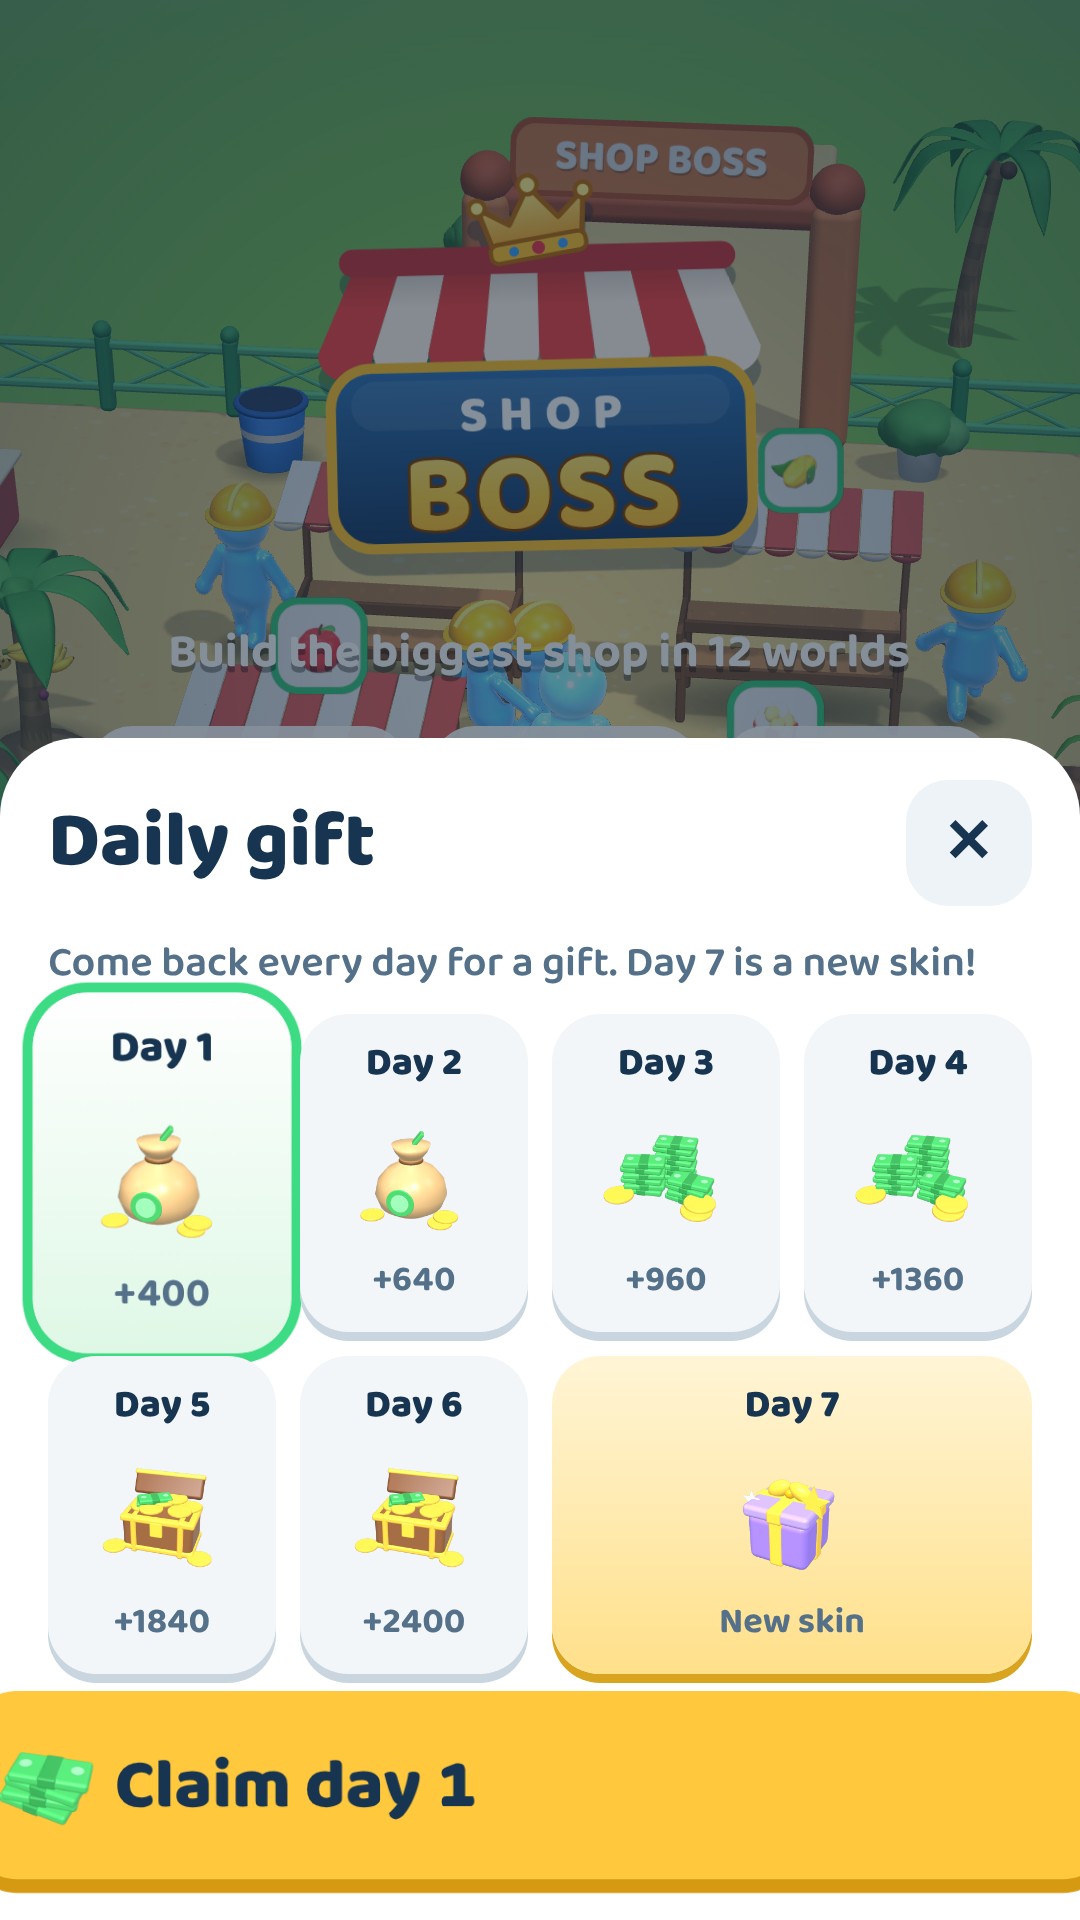 SHOP BOSS
SHOP
BOSS
Build the biggest shop in 12 worlds
Daily gift
Come back every day for a gift. Day 7 is a new skin!
Day 1
Day 2
Day 3
Day 4
+400
+640
+960
+1360
Day 5
Day 6
Day 7
+1840
+2400
New skin
Claim day 1